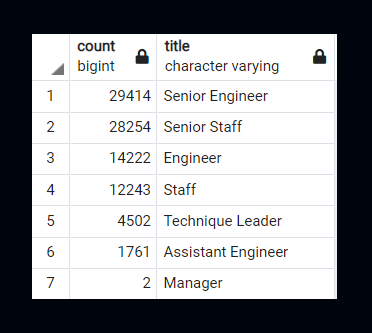 count title
bigint character varying
1 29414 Senior Engineer
2 28254 Senior Staff
3 14222 Engineer
4 12243 Staff
5 4502 Technique Leader
6 1761 Assistant Engineer
7 2 Manager